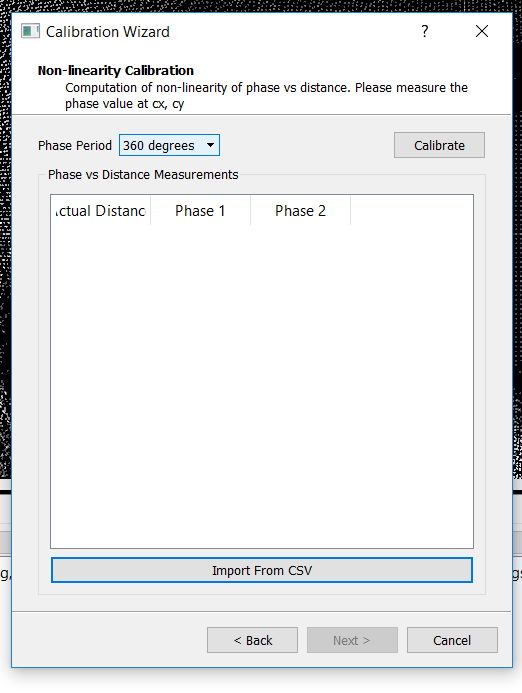 Calibration Wizard
?
Non-linearity Calibration
Computation of non-linearity of phase vs distance. Please measure the
phase value at cx, cy
Phase Period 360 degrees Calibrate
Phase vs Distance Measurements
ctual Distanc Phase 1 Phase 2
Import From CSV
< Back Next > Cancel